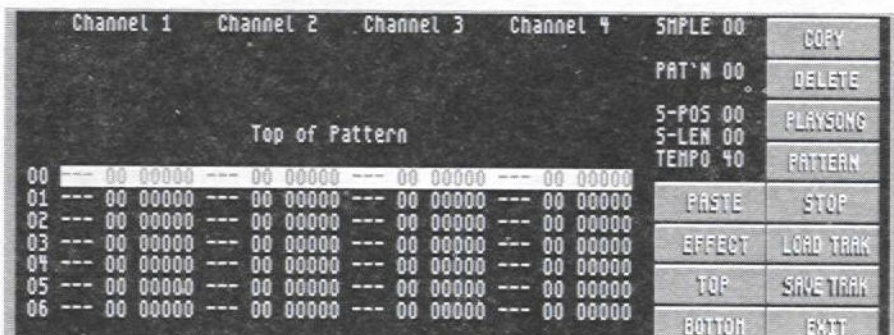 Channel 1 Channel 2 Channel 3 Channel 4 SMPLE 00 COPY
PAT'N 00 DELETE
S-POS 00 PLAYSONG
S-LEN 00
Top of Pattern
TEMPO 40 PATTERN
00 --- 00 00000 --- 00 00000 --- 00 00000 --- 00 00000
01 --- 00 00000 --- 00 00000 --- 00 00000 --- 00 00000 PASTE STOP
02 --- 00 00000 --- 00 00000 --- 00 00000 --- 00 00000
03 --- 00 00000 --- 00 00000 --- 00 00000 --- 00 00000 EFFECT LOAD TRAK
04 --- 00 00000 --- 00 00000 --- 00 00000 --- 00 00000
05 --- 00 00000 --- 00 00000 --- 00 00000 --- 00 00000 TOP SAVE TRAK
06 --- 00 00000 --- 00 00000 --- 00 00000 --- 00 00000
BOTTOM EXIT